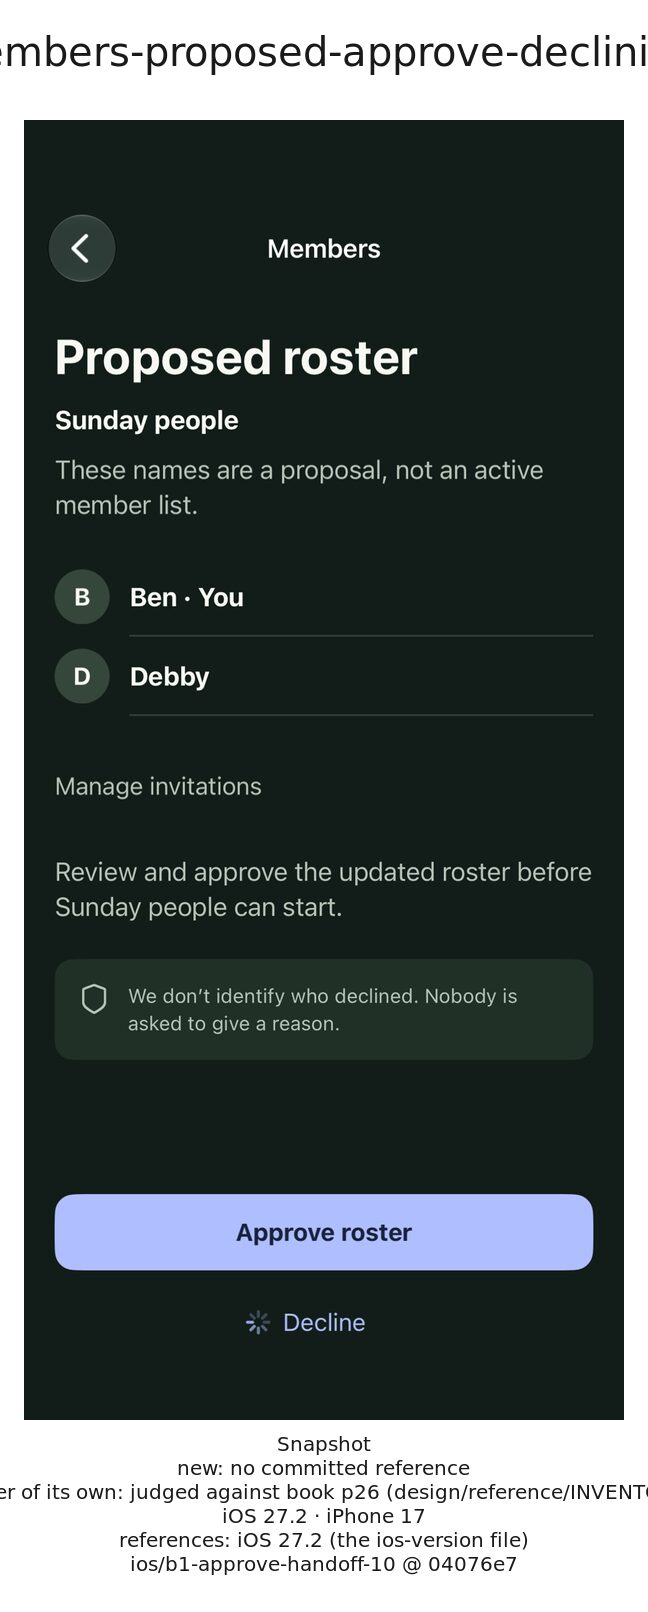 embers-proposed-approve-declini
Members
Proposed roster
Sunday people
These names are a proposal, not an active
member list.
B
Ben · You
D
Debby
Manage invitations
Review and approve the updated roster before
Sunday people can start.
We don’t identify who declined. Nobody is
asked to give a reason.
Approve roster
Decline
Snapshot
new: no committed reference
er of its own: judged against book p26 (design/reference/INVENTO
iOS 27.2 · iPhone 17
references: iOS 27.2 (the ios-version file)
ios/b1-approve-handoff-10 @ 04076e7